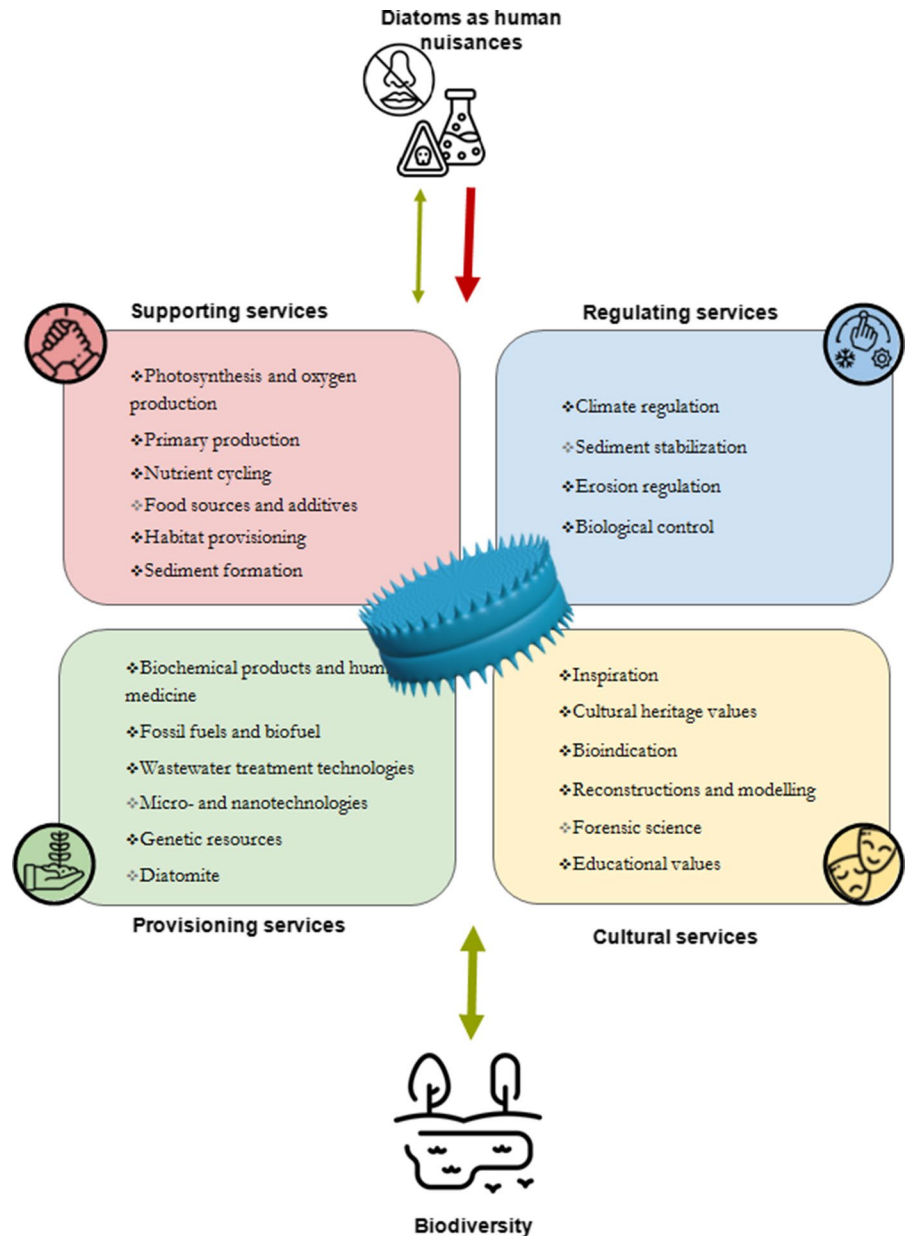 Diatoms as human
nuisances
Supporting services
❖Photosynthesis and oxygen
production
❖Primary production
❖Nutrient cycling
❖Food sources and additives
❖Habitat provisioning
❖Sediment formation
Regulating services
❖Climate regulation
❖Sediment stabilization
❖Erosion regulation
❖Biological control
❖Biochemical products and
medicine
❖Fossil fuels and biofuel
❖Wastewater treatment technologies
❖Micro- and nanotechnologies
❖Genetic resources
❖Diatomite
Provisioning services
❖Inspiration
❖Cultural heritage values
❖Bioindication
❖Reconstructions and modelling
❖Forensic science
❖Educational values
Cultural services
Biodiversity